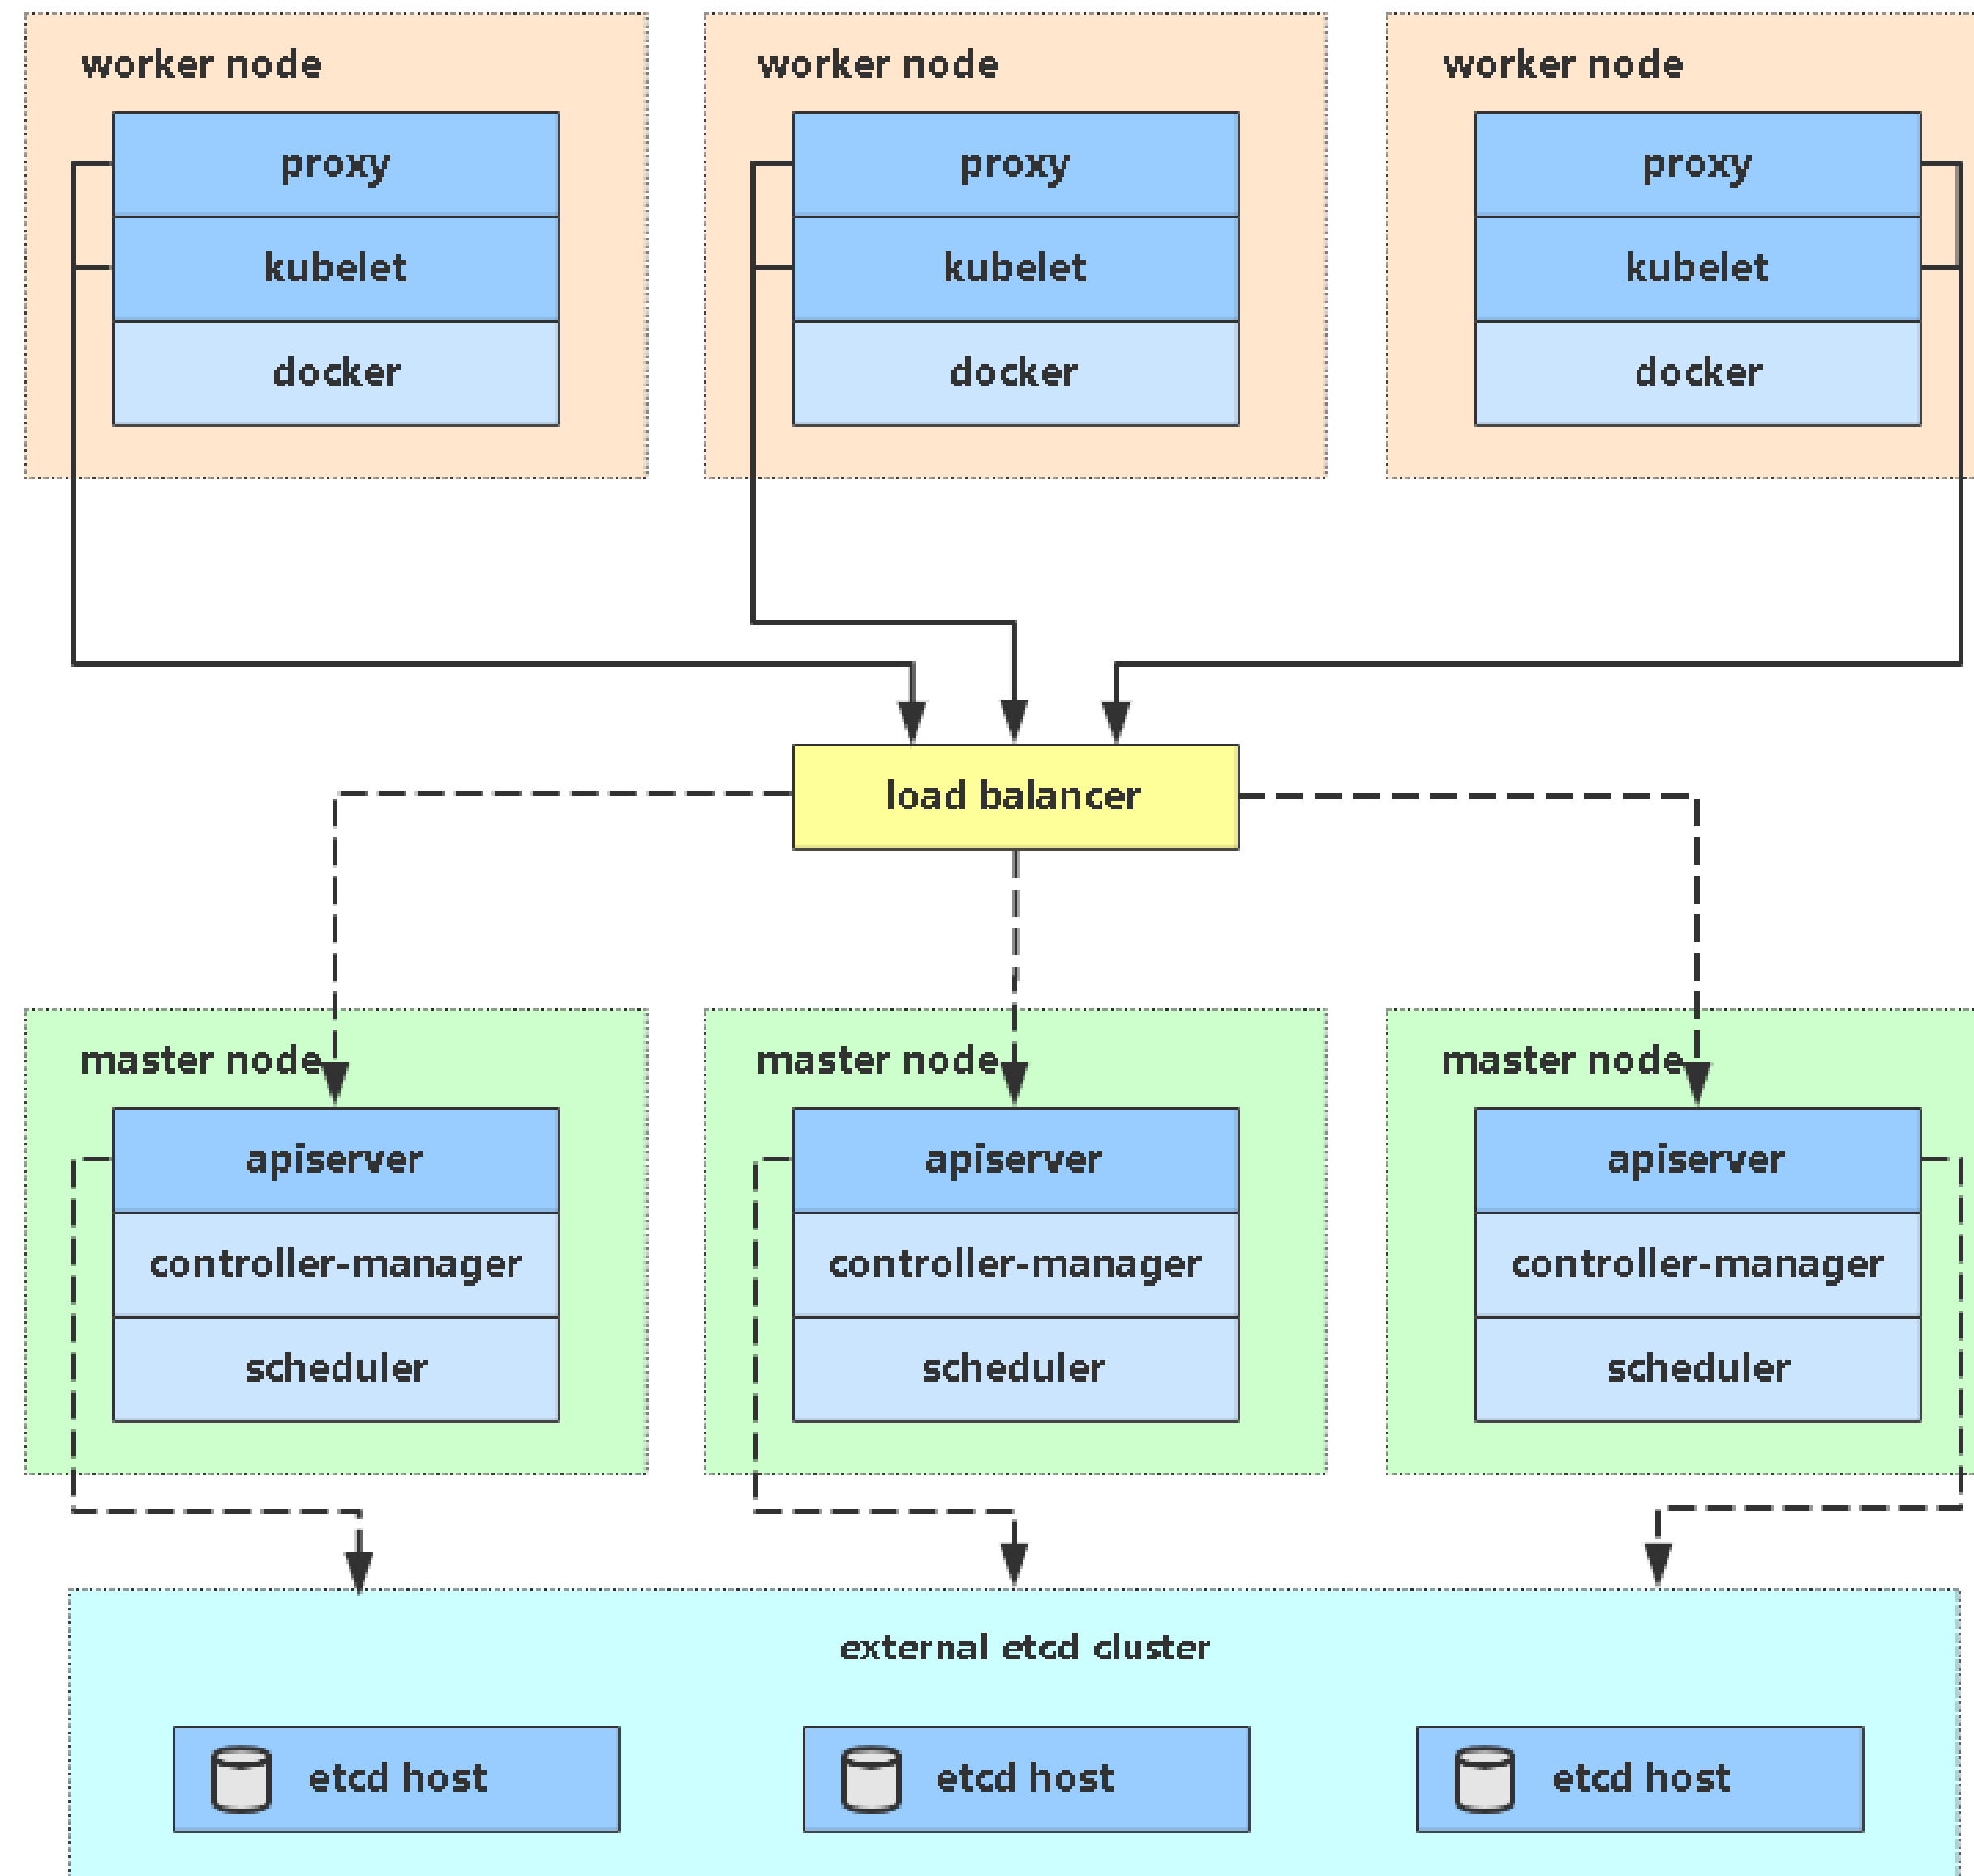 worker node
worker node
worker node
proxy
proxy
proxy
kubelet
kubelet
kubelet
docker
docker
docker
load balancer
master node
master node
master node
apiserver
apiserver
apiserver
controller-manager
controller-manager
controller-manager
scheduler
scheduler
scheduler
external etcd cluster
etcd host
etcd host
etcd host